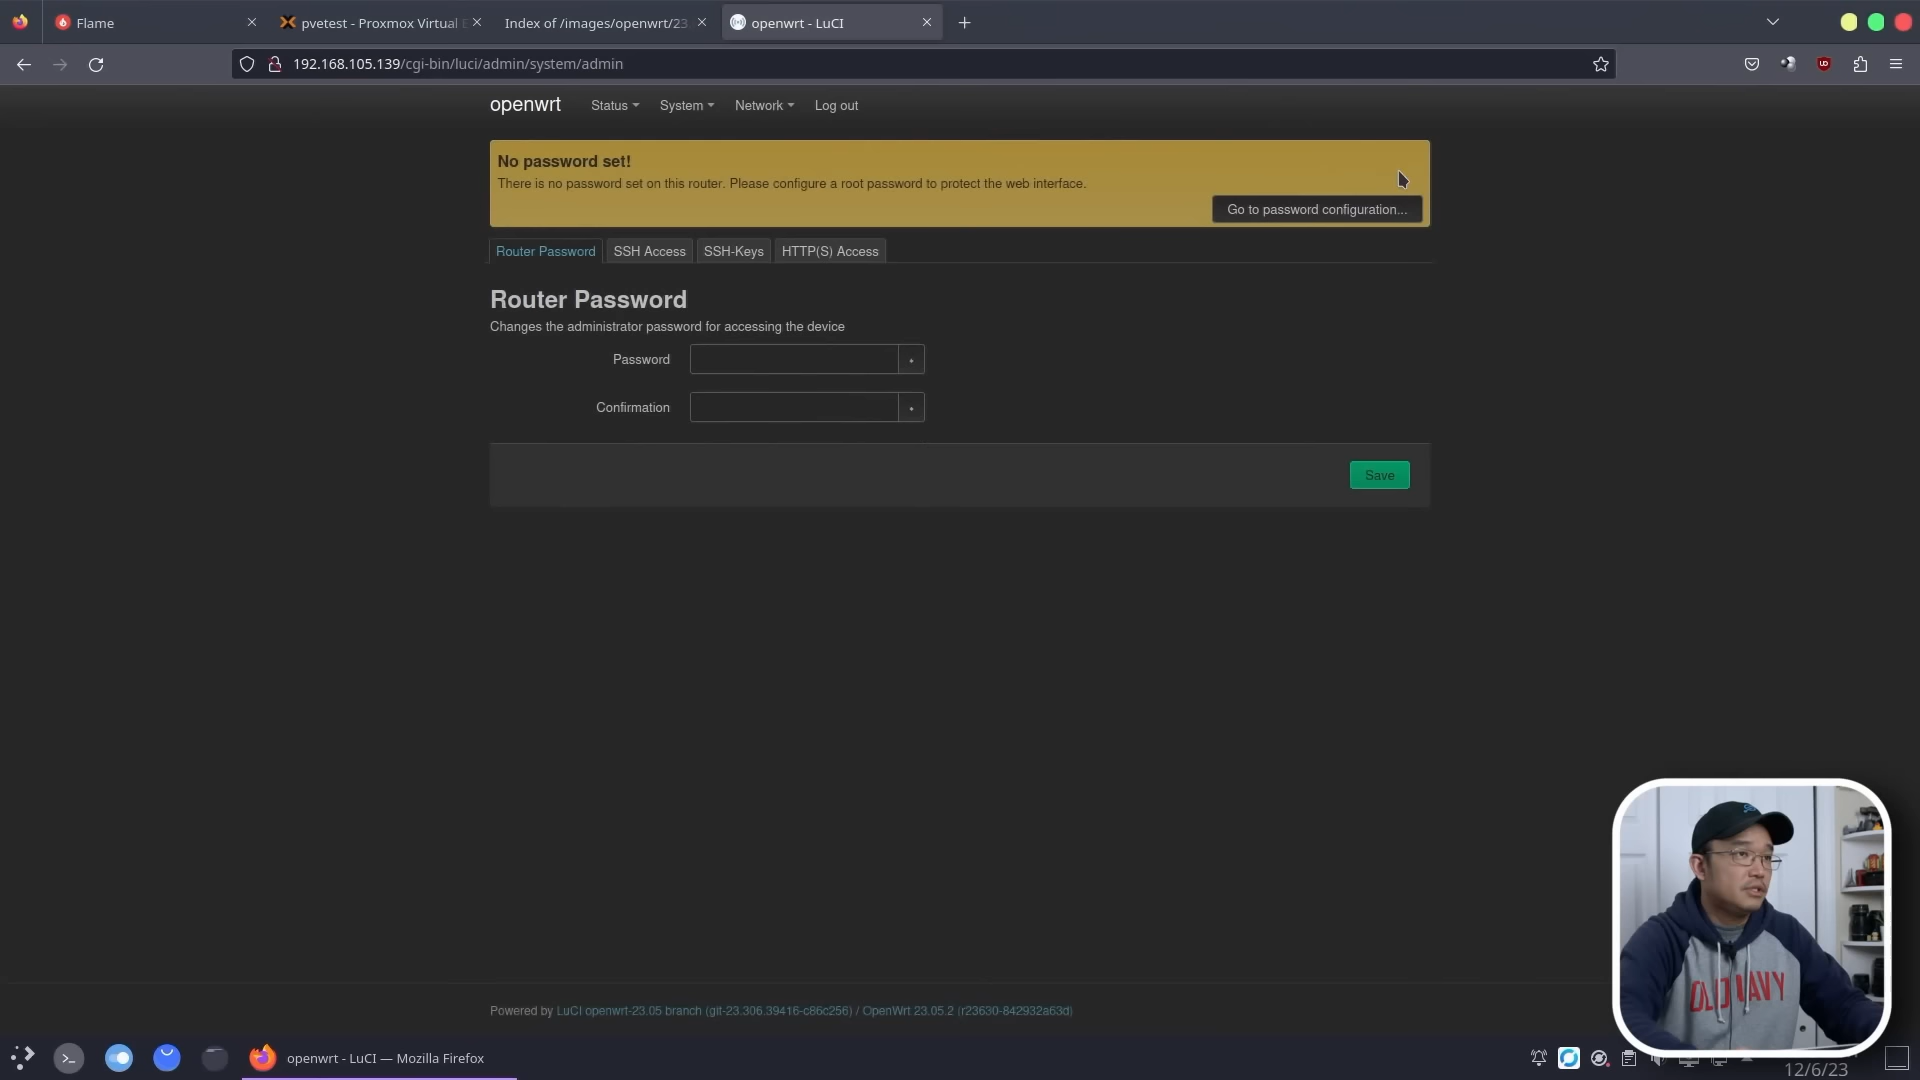 Flame
pvetest - Proxmox Virtual E
Index of /images/openwrt/23
openwrt - LuCI
192.168.105.139/cgi-bin/luci/admin/system/admin
openwrt
Status
System
Network
Log out
No password set!
There is no password set on this router. Please configure a root password to protect the web interface.
Go to password configuration...
Router Password
SSH Access
SSH-Keys
HTTP(S) Access
Router Password
Changes the administrator password for accessing the device
Password
Confirmation
Save
OLD NAVY
Powered by LuCI openwrt-23.05 branch (git-23.306.39416-c86c256) / OpenWrt 23.05.2 (r23630-842932a63d)
openwrt - LuCI — Mozilla Firefox
12/6/23